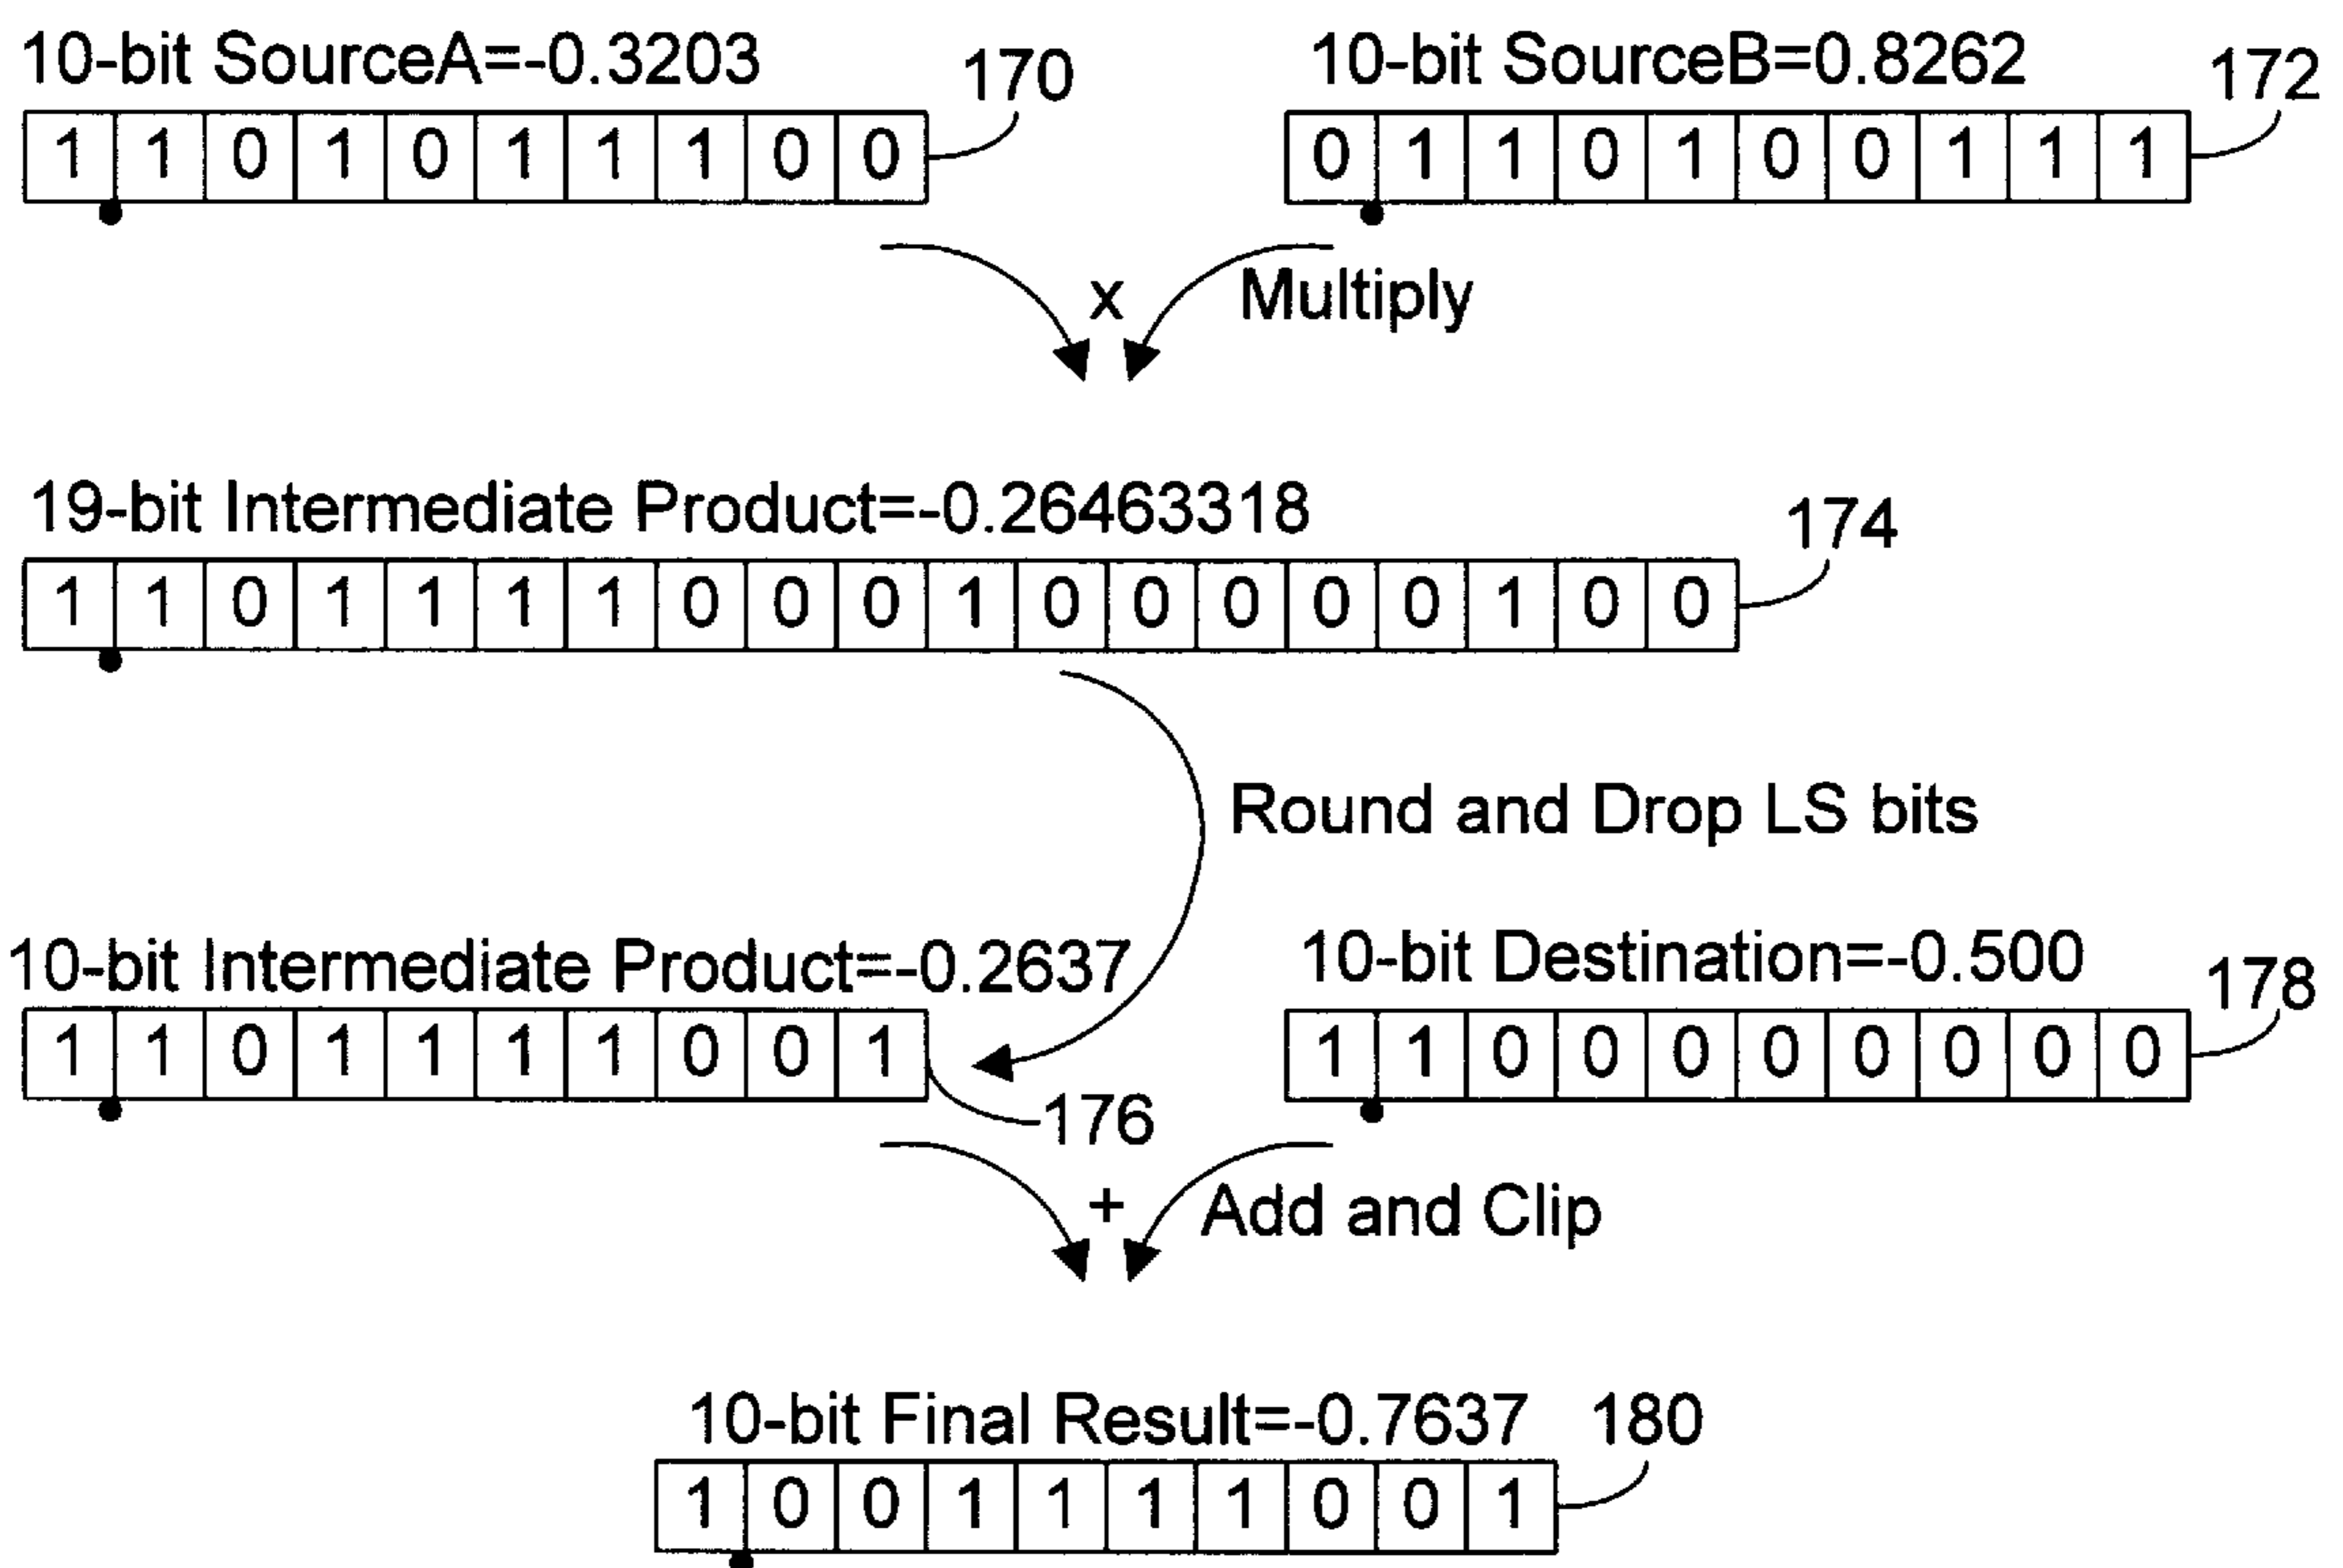 10-bit SourceA=-0.3203 170
1 1 0 1 0 1 1 1 0 0
10-bit SourceB=0.8262 172
0 1 1 0 1 0 0 1 1 1
x Multiply
19-bit Intermediate Product=-0.26463318 174
1 1 0 1 1 1 1 0 0 0 1 0 0 0 0 0 1 0 0
Round and Drop LS bits
10-bit Intermediate Product=-0.2637
1 1 0 1 1 1 1 0 0 1
176
10-bit Destination=-0.500 178
1 1 0 0 0 0 0 0 0 0
+ Add and Clip
10-bit Final Result=-0.7637 180
1 0 0 1 1 1 1 0 0 1